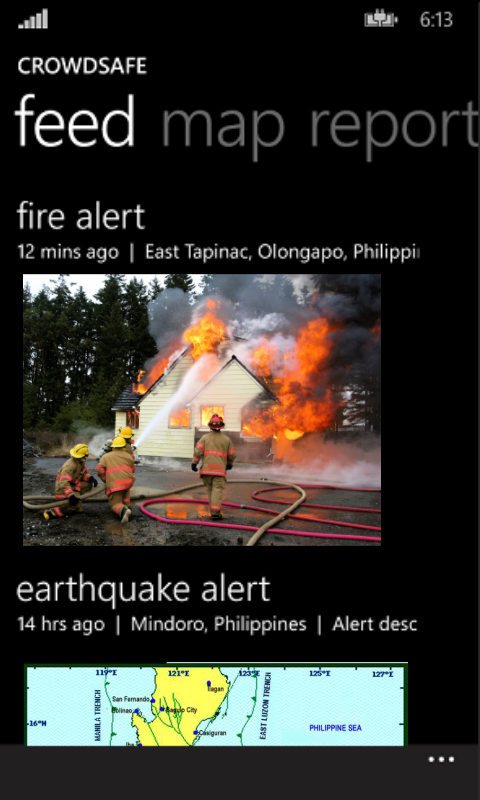 6:13
CROWDSAFE
feed map report
fire alert
12 mins ago | East Tapinac, Olongapo, Philippi
earthquake alert
14 hrs ago | Mindoro, Philippines | Alert desc
119°E 121°E 123°E 125°E 127°E
MANILA TRENCH
EAST LUZON TRENCH
Ilagan
San Fernando
Bolinao
Baguio City
Casiguran
16°N
PHILIPPINE SEA
Iba